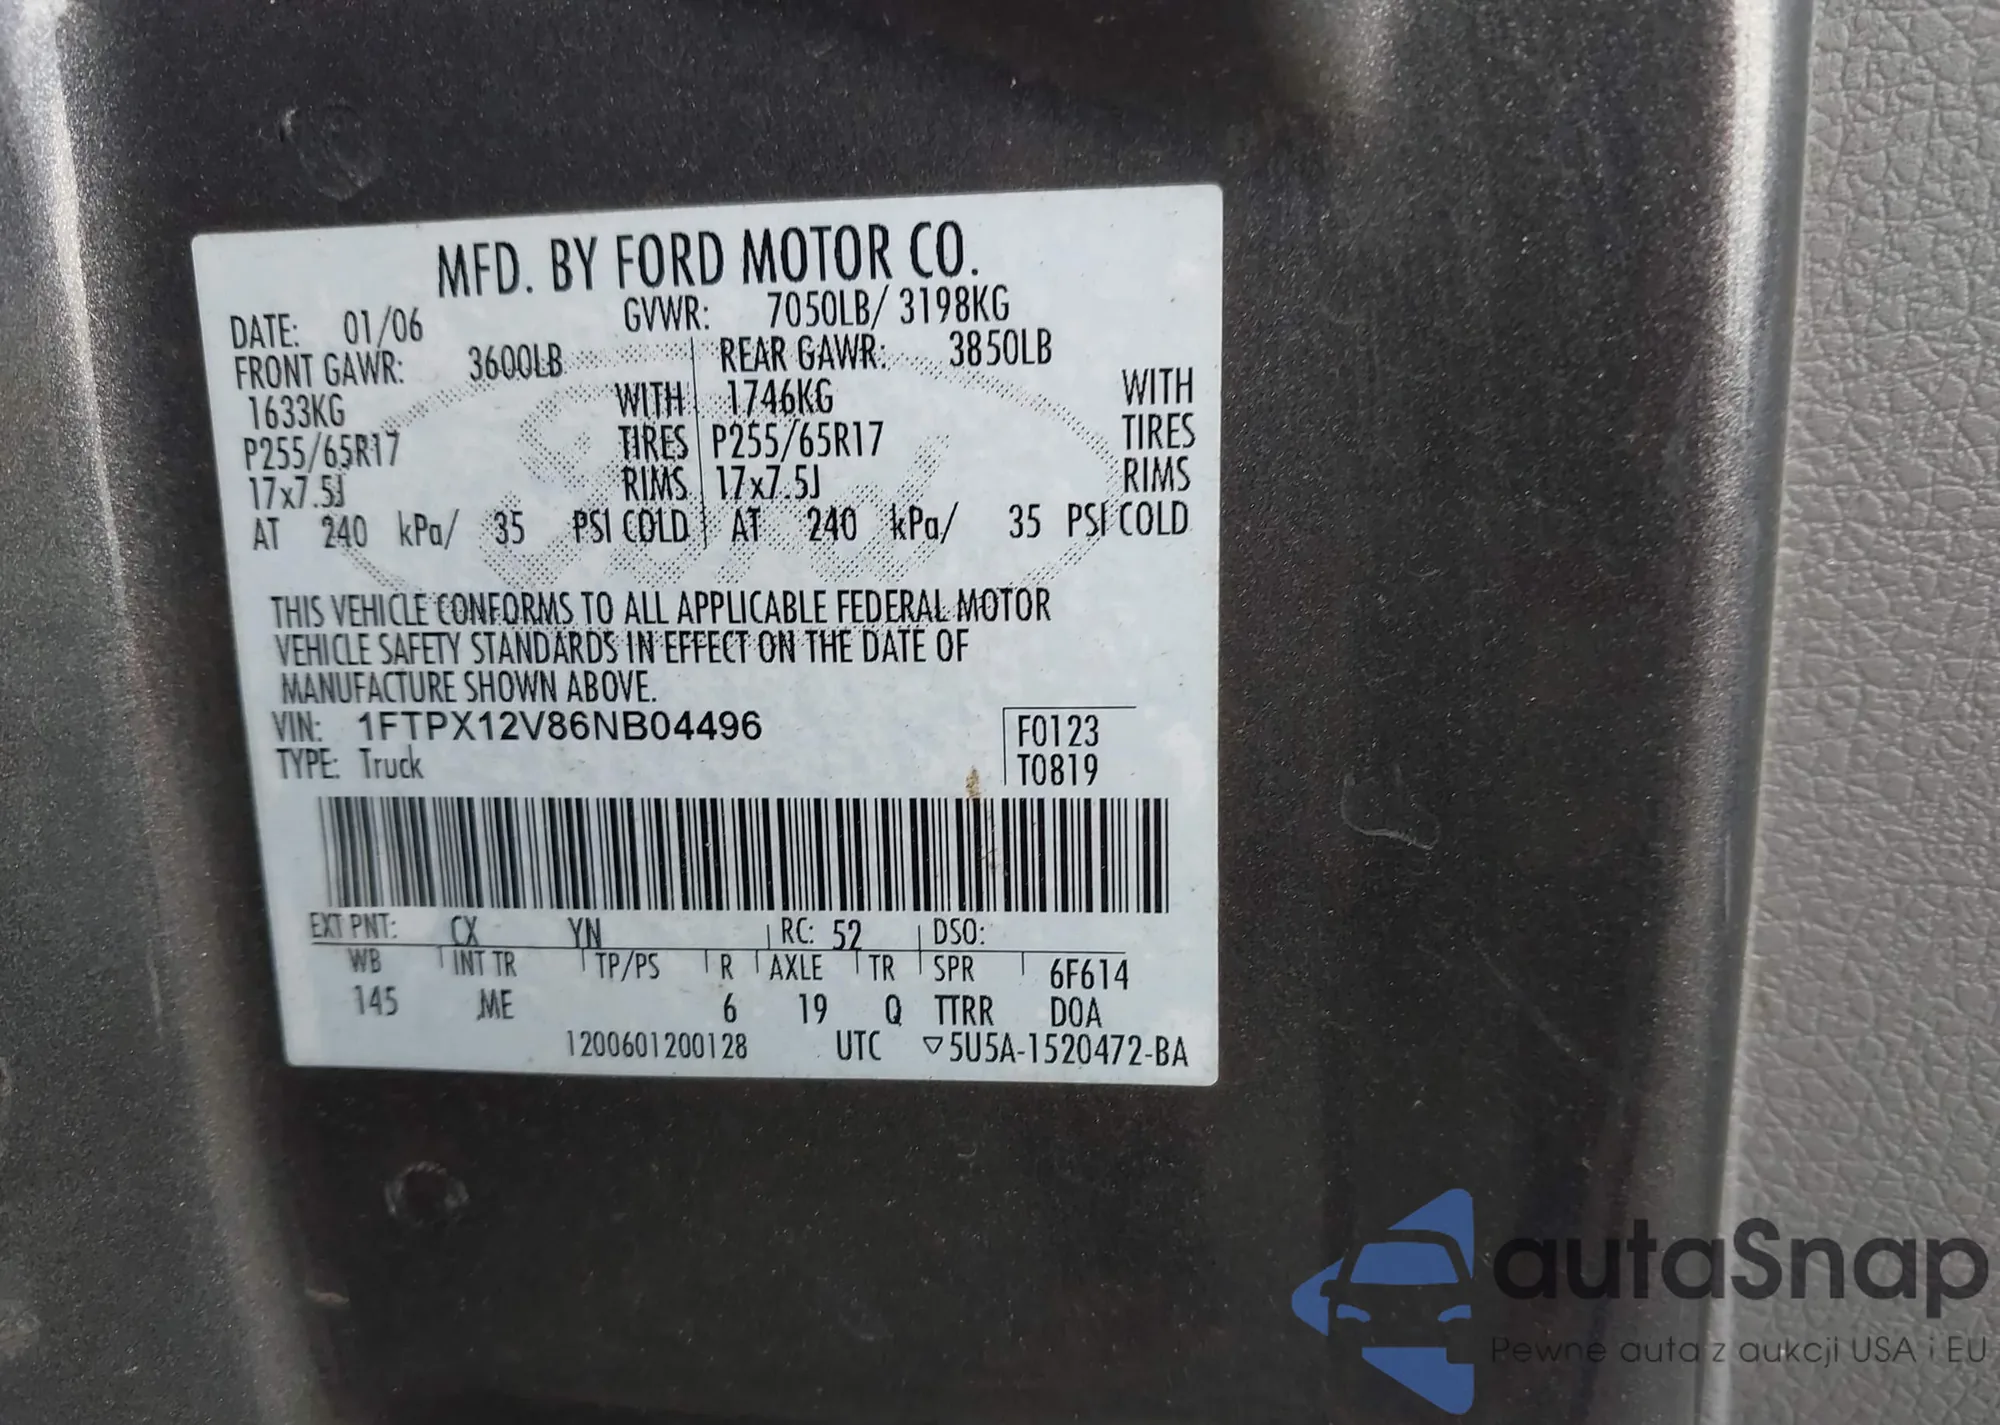 MFD. BY FORD MOTOR CO.
DATE: 01/06 GVWR: 7050LB/ 3198KG
FRONT GAWR: 3600LB REAR GAWR: 3850LB
1633KG WITH 1746KG WITH
P255/65R17 TIRES P255/65R17 TIRES
17x7.5J RIMS 17x7.5J RIMS
AT 240 kPa/ 35 PSI COLD AT 240 kPa/ 35 PSI COLD
THIS VEHICLE CONFORMS TO ALL APPLICABLE FEDERAL MOTOR
VEHICLE SAFETY STANDARDS IN EFFECT ON THE DATE OF
MANUFACTURE SHOWN ABOVE.
VIN: 1FTPX12V86NB04496 F0123
TYPE: Truck T0819
EXT PNT: CX YN RC: 52 DSO:
WB INT TR TP/PS R AXLE TR SPR 6F614
145 ME 6 19 Q TTRR DOA
1200601200128 UTC ▽5U5A-1520472-BA
autaSnap
Pewne auta z aukcji USA i EU